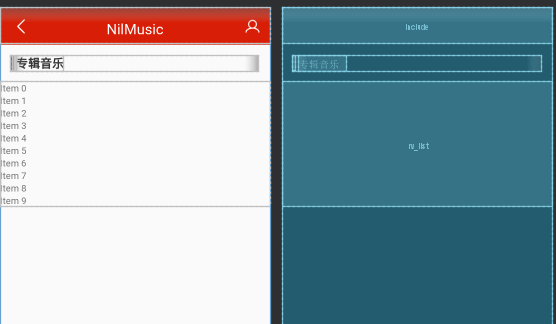 NilMusic
include
专辑音乐
专辑音乐
Item 0
Item 1
Item 2
Item 3
Item 4
Item 5
Item 6
Item 7
Item 8
Item 9
rv_list